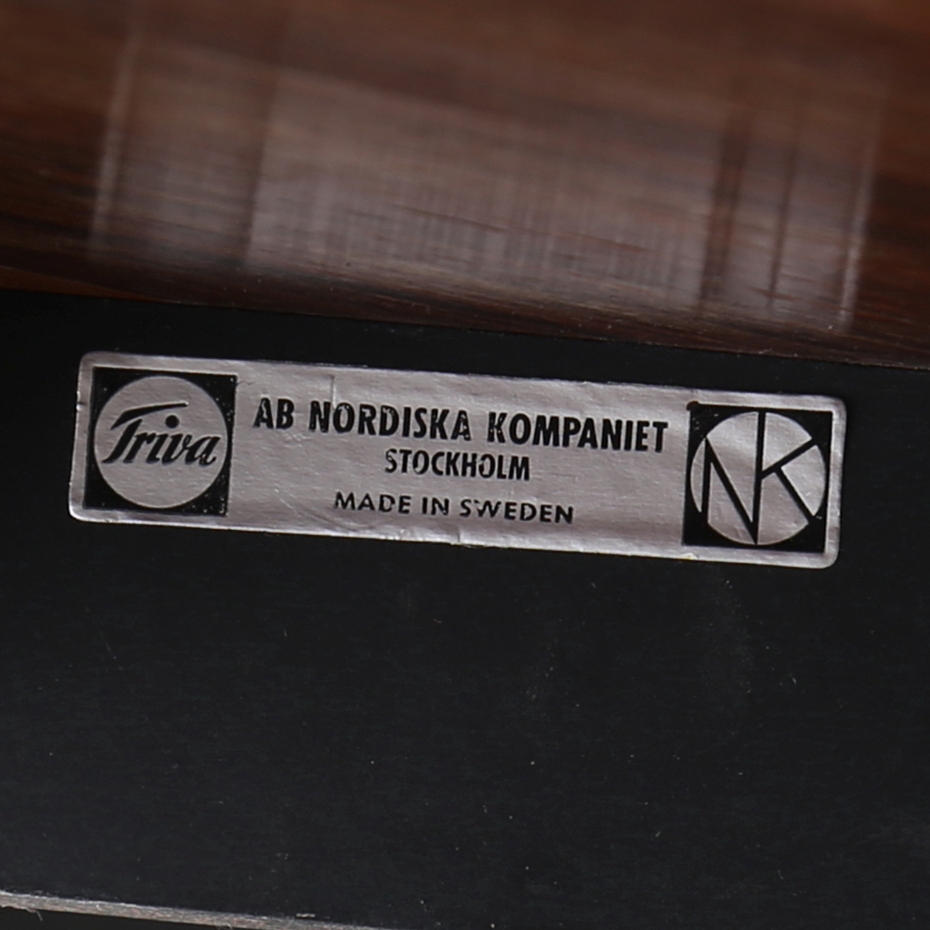 Triva
AB NORDISKA KOMPANIET
STOCKHOLM
MADE IN SWEDEN
NK